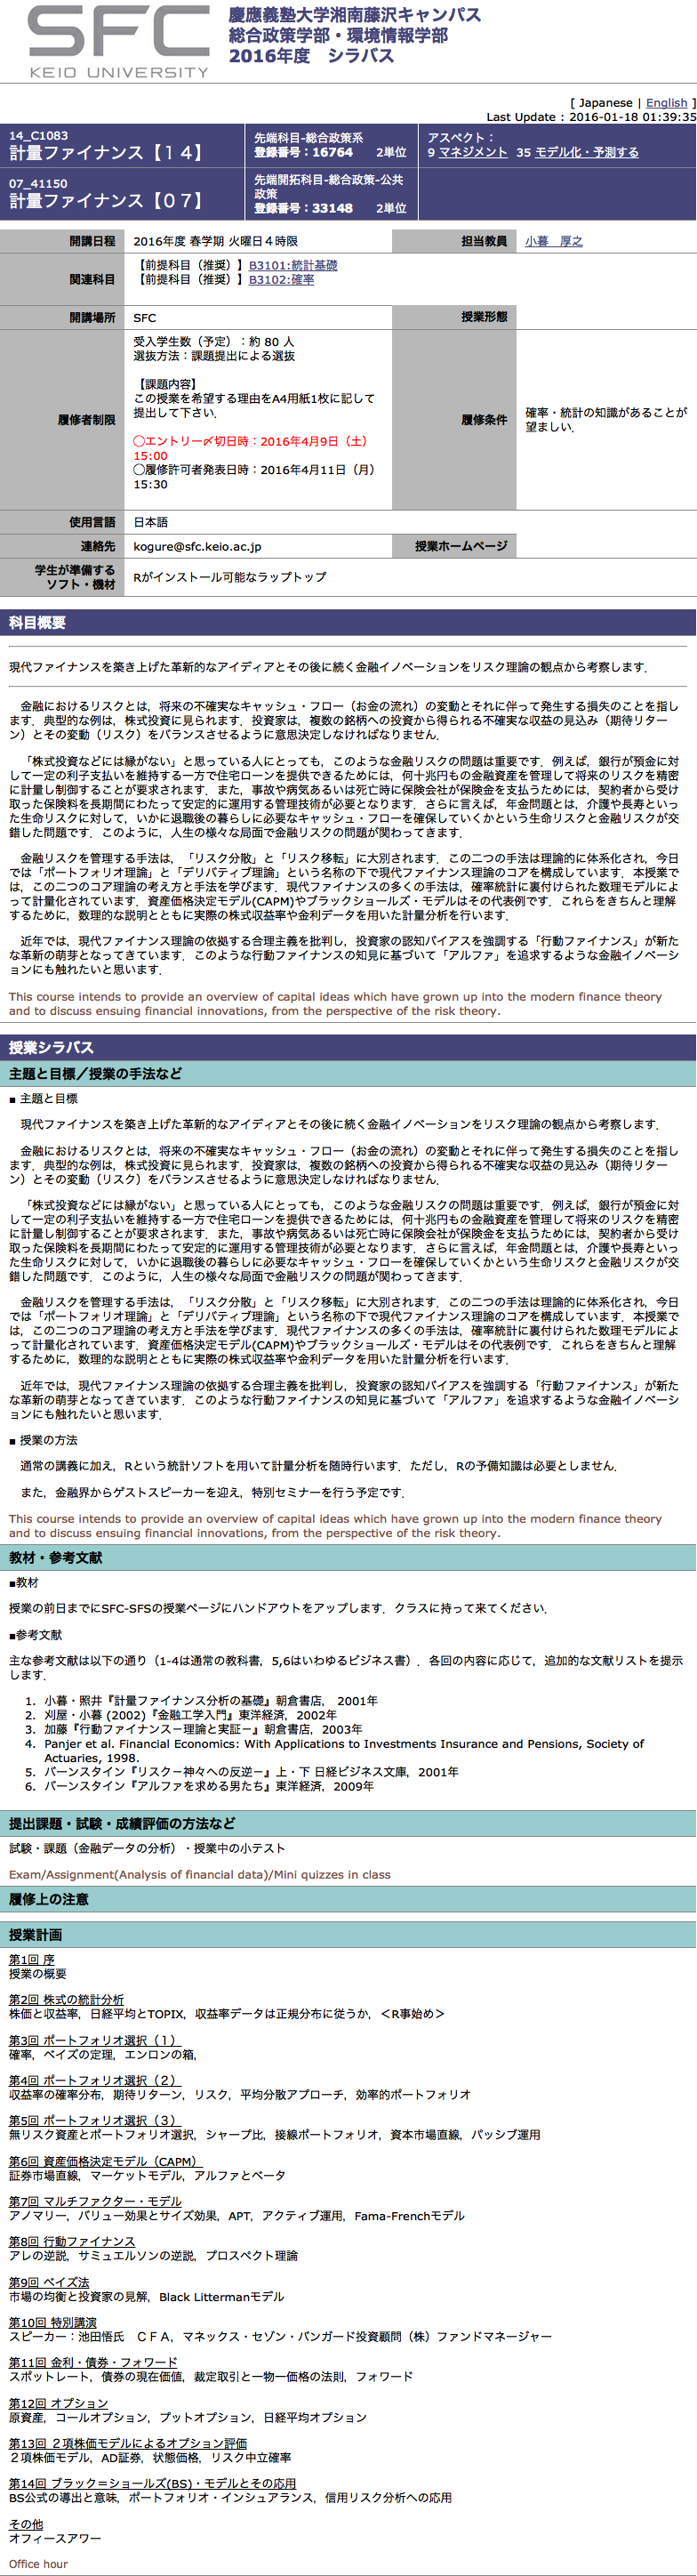 SFC
KEIO UNIVERSITY
慶應義塾大学湘南藤沢キャンパス
総合政策学部・環境情報学部
2016年度　シラバス
[ Japanese | English ]
Last Update : 2016-01-18 01:39:35
14_C1083
計量ファイナンス【１４】
先端科目-総合政策系
登録番号：16764　2単位
アスペクト：
9 マネジメント 35 モデル化・予測する
07_41150
計量ファイナンス【０７】
先端開拓科目-総合政策-公共
政策
登録番号：33148　2単位
開講日程
2016年度 春学期 火曜日４時限
担当教員
小暮　厚之
関連科目
【前提科目（推奨）】B3101:統計基礎
【前提科目（推奨）】B3102:確率
開講場所
SFC
授業形態
履修者制限
受入学生数（予定）：約 80 人
選抜方法：課題提出による選抜
【課題内容】
この授業を希望する理由をA4用紙1枚に記して
提出して下さい．
◯エントリー〆切日時：2016年4月9日（土）
15:00
◯履修許可者発表日時：2016年4月11日（月）
15:30
履修条件
確率・統計の知識があることが
望ましい．
使用言語
日本語
連絡先
kogure@sfc.keio.ac.jp
授業ホームページ
学生が準備する
ソフト・機材
Rがインストール可能なラップトップ
科目概要
現代ファイナンスを築き上げた革新的なアイディアとその後に続く金融イノベーションをリスク理論の観点から考察します．
　金融におけるリスクとは，将来の不確実なキャッシュ・フロー（お金の流れ）の変動とそれに伴って発生する損失のことを指し
ます．典型的な例は，株式投資に見られます．投資家は，複数の銘柄への投資から得られる不確実な収益の見込み（期待リター
ン）とその変動（リスク）をバランスさせるように意思決定しなければなりません．
　「株式投資などには縁がない」と思っている人にとっても，このような金融リスクの問題は重要です．例えば，銀行が預金に対
して一定の利子支払いを維持する一方で住宅ローンを提供できるためには，何十兆円もの金融資産を管理して将来のリスクを精密
に計量し制御することが要求されます．また，事故や病気あるいは死亡時に保険会社が保険金を支払うためには，契約者から受け
取った保険料を長期間にわたって安定的に運用する管理技術が必要となります．さらに言えば，年金問題とは，介護や長寿といっ
た生命リスクに対して，いかに退職後の暮らしに必要なキャッシュ・フローを確保していくかという生命リスクと金融リスクが交
錯した問題です．このように，人生の様々な局面で金融リスクの問題が関わってきます．
　金融リスクを管理する手法は，「リスク分散」と「リスク移転」に大別されます．この二つの手法は理論的に体系化され，今日
では「ポートフォリオ理論」と「デリバティブ理論」という名称の下で現代ファイナンス理論のコアを構成しています．本授業で
は，この二つのコア理論の考え方と手法を学びます．現代ファイナンスの多くの手法は，確率統計に裏付けられた数理モデルによ
って計量化されています．資産価格決定モデル(CAPM)やブラックショールズ・モデルはその代表例です．これらをきちんと理解
するために，数理的な説明とともに実際の株式収益率や金利データを用いた計量分析を行います．
　近年では，現代ファイナンス理論の依拠する合理主義を批判し，投資家の認知バイアスを強調する「行動ファイナンス」が新た
な革新の萌芽となってきています．このような行動ファイナンスの知見に基づいて「アルファ」を追求するような金融イノベーシ
ョンにも触れたいと思います．
This course intends to provide an overview of capital ideas which have grown up into the modern finance theory
and to discuss ensuing financial innovations, from the perspective of the risk theory.
授業シラバス
主題と目標／授業の手法など
■ 主題と目標
　現代ファイナンスを築き上げた革新的なアイディアとその後に続く金融イノベーションをリスク理論の観点から考察します．
　金融におけるリスクとは，将来の不確実なキャッシュ・フロー（お金の流れ）の変動とそれに伴って発生する損失のことを指し
ます．典型的な例は，株式投資に見られます．投資家は，複数の銘柄への投資から得られる不確実な収益の見込み（期待リター
ン）とその変動（リスク）をバランスさせるように意思決定しなければなりません．
　「株式投資などには縁がない」と思っている人にとっても，このような金融リスクの問題は重要です．例えば，銀行が預金に対
して一定の利子支払いを維持する一方で住宅ローンを提供できるためには，何十兆円もの金融資産を管理して将来のリスクを精密
に計量し制御することが要求されます．また，事故や病気あるいは死亡時に保険会社が保険金を支払うためには，契約者から受け
取った保険料を長期間にわたって安定的に運用する管理技術が必要となります．さらに言えば，年金問題とは，介護や長寿といっ
た生命リスクに対して，いかに退職後の暮らしに必要なキャッシュ・フローを確保していくかという生命リスクと金融リスクが交
錯した問題です．このように，人生の様々な局面で金融リスクの問題が関わってきます．
　金融リスクを管理する手法は，「リスク分散」と「リスク移転」に大別されます．この二つの手法は理論的に体系化され，今日
では「ポートフォリオ理論」と「デリバティブ理論」という名称の下で現代ファイナンス理論のコアを構成しています．本授業で
は，この二つのコア理論の考え方と手法を学びます．現代ファイナンスの多くの手法は，確率統計に裏付けられた数理モデルによ
って計量化されています．資産価格決定モデル(CAPM)やブラックショールズ・モデルはその代表例です．これらをきちんと理解
するために，数理的な説明とともに実際の株式収益率や金利データを用いた計量分析を行います．
　近年では，現代ファイナンス理論の依拠する合理主義を批判し，投資家の認知バイアスを強調する「行動ファイナンス」が新た
な革新の萌芽となってきています．このような行動ファイナンスの知見に基づいて「アルファ」を追求するような金融イノベーシ
ョンにも触れたいと思います．
■ 授業の方法
　通常の講義に加え，Rという統計ソフトを用いて計量分析を随時行います．ただし，Rの予備知識は必要としません．
　また，金融界からゲストスピーカーを迎え，特別セミナーを行う予定です．
This course intends to provide an overview of capital ideas which have grown up into the modern finance theory
and to discuss ensuing financial innovations, from the perspective of the risk theory.
教材・参考文献
■教材
授業の前日までにSFC-SFSの授業ページにハンドアウトをアップします．クラスに持って来てください．
■参考文献
主な参考文献は以下の通り（1-4は通常の教科書，5,6はいわゆるビジネス書）．各回の内容に応じて，追加的な文献リストを提示
します．
1. 小暮・照井『計量ファイナンス分析の基礎』朝倉書店， 2001年
2. 刈屋・小暮 (2002)『金融工学入門』東洋経済，2002年
3. 加藤『行動ファイナンス－理論と実証－』朝倉書店，2003年
4. Panjer et al. Financial Economics: With Applications to Investments Insurance and Pensions, Society of
Actuaries, 1998.
5. バーンスタイン『リスク－神々への反逆－』上・下 日経ビジネス文庫，2001年
6. バーンスタイン『アルファを求める男たち』東洋経済，2009年
提出課題・試験・成績評価の方法など
試験・課題（金融データの分析）・授業中の小テスト
Exam/Assignment(Analysis of financial data)/Mini quizzes in class
履修上の注意
授業計画
第1回 序
授業の概要
第2回 株式の統計分析
株価と収益率，日経平均とTOPIX，収益率データは正規分布に従うか，＜R事始め＞
第3回 ポートフォリオ選択（１）
確率，ベイズの定理，エンロンの箱，
第4回 ポートフォリオ選択（２）
収益率の確率分布，期待リターン，リスク，平均分散アプローチ，効率的ポートフォリオ
第5回 ポートフォリオ選択（３）
無リスク資産とポートフォリオ選択，シャープ比，接線ポートフォリオ，資本市場直線，パッシブ運用
第6回 資産価格決定モデル（CAPM）
証券市場直線，マーケットモデル，アルファとベータ
第7回 マルチファクター・モデル
アノマリー，バリュー効果とサイズ効果，APT，アクティブ運用，Fama-Frenchモデル
第8回 行動ファイナンス
アレの逆説，サミュエルソンの逆説，プロスペクト理論
第9回 ベイズ法
市場の均衡と投資家の見解，Black Littermanモデル
第10回 特別講演
スピーカー：池田悟氏　ＣＦＡ，マネックス・セゾン・バンガード投資顧問（株）ファンドマネージャー
第11回 金利・債券・フォワード
スポットレート，債券の現在価値，裁定取引と一物一価格の法則，フォワード
第12回 オプション
原資産，コールオプション，プットオプション，日経平均オプション
第13回 ２項株価モデルによるオプション評価
２項株価モデル，AD証券，状態価格，リスク中立確率
第14回 ブラック＝ショールズ(BS)・モデルとその応用
BS公式の導出と意味，ポートフォリオ・インシュアランス，信用リスク分析への応用
その他
オフィースアワー
Office hour